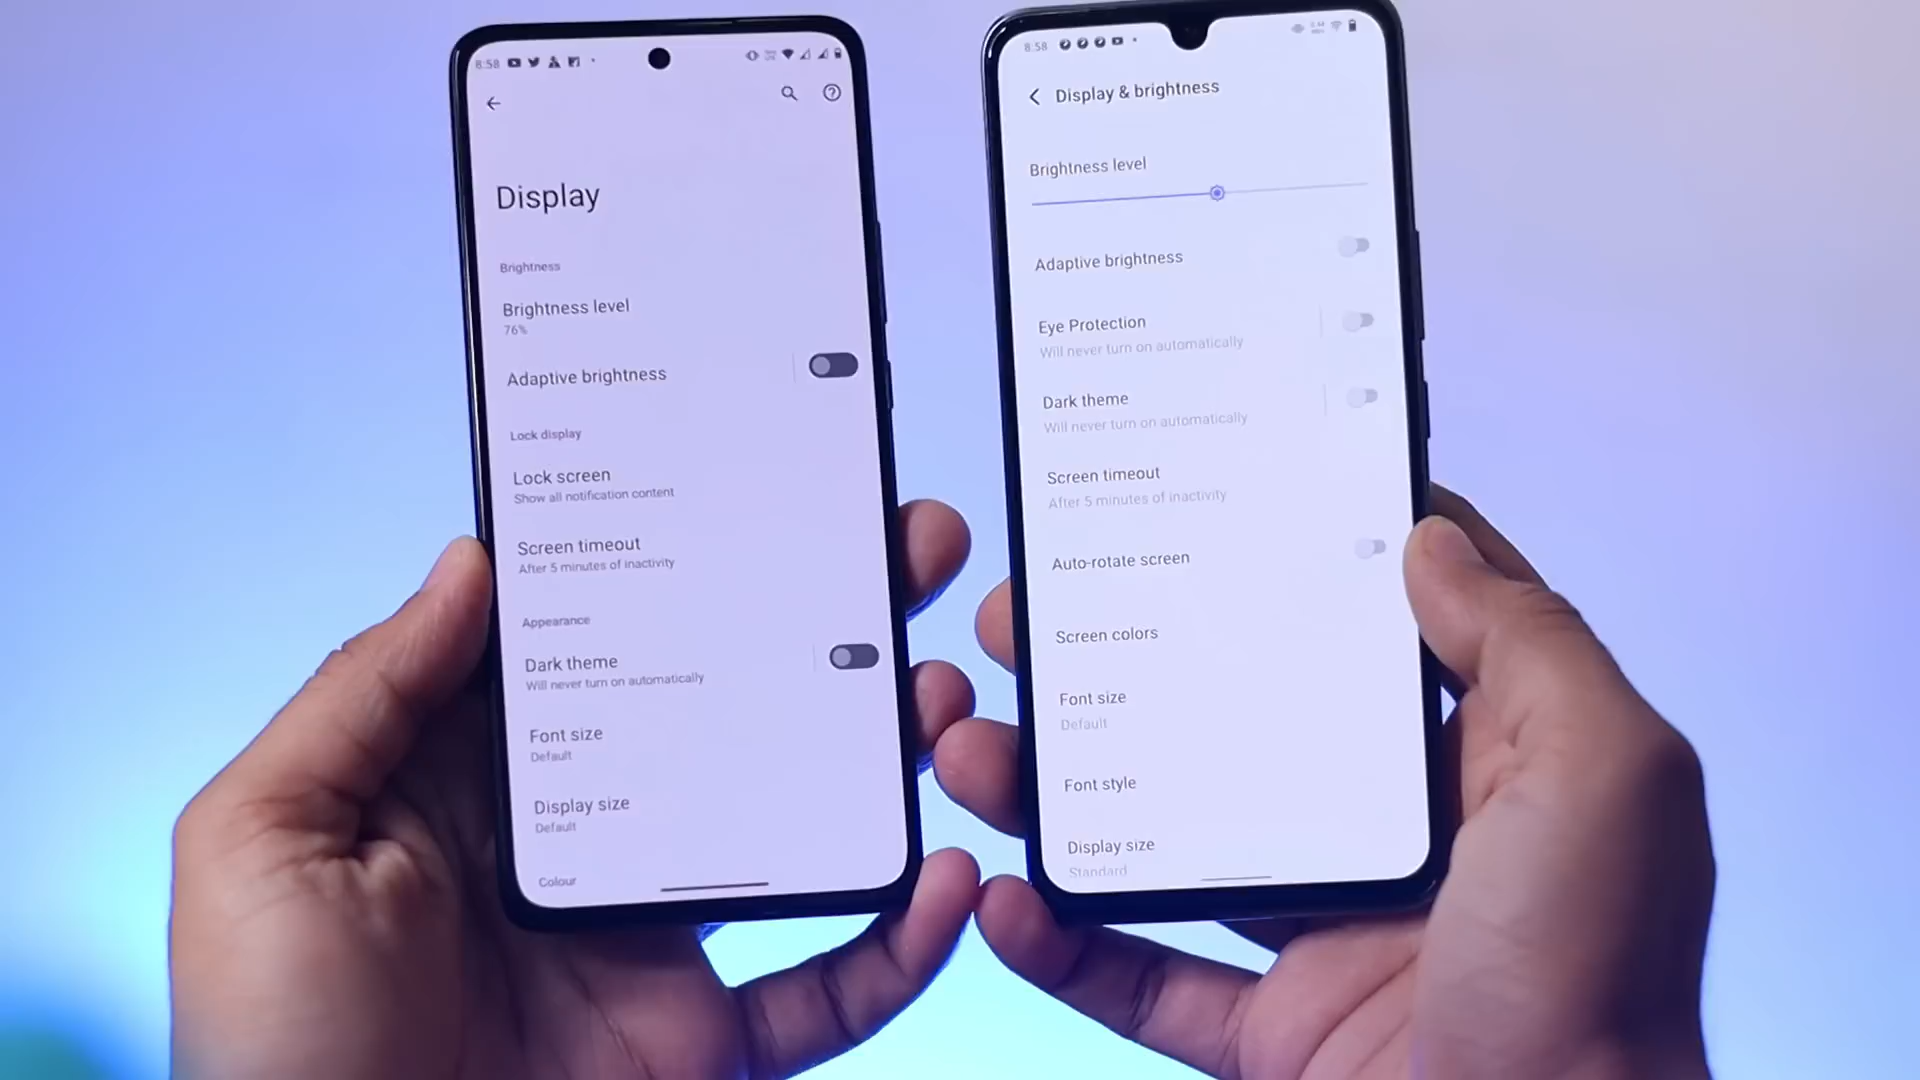 8:58
Display
Brightness
Brightness level
76%
Adaptive brightness
Lock display
Lock screen
Show all notification content
Screen timeout
After 5 minutes of inactivity
Appearance
Dark theme
Will never turn on automatically
Font size
Default
Display size
Default
Colour
8:58
Display & brightness
Brightness level
Adaptive brightness
Eye Protection
Will never turn on automatically
Dark theme
Will never turn on automatically
Screen timeout
After 5 minutes of inactivity
Auto-rotate screen
Screen colors
Font size
Default
Font style
Display size
Standard